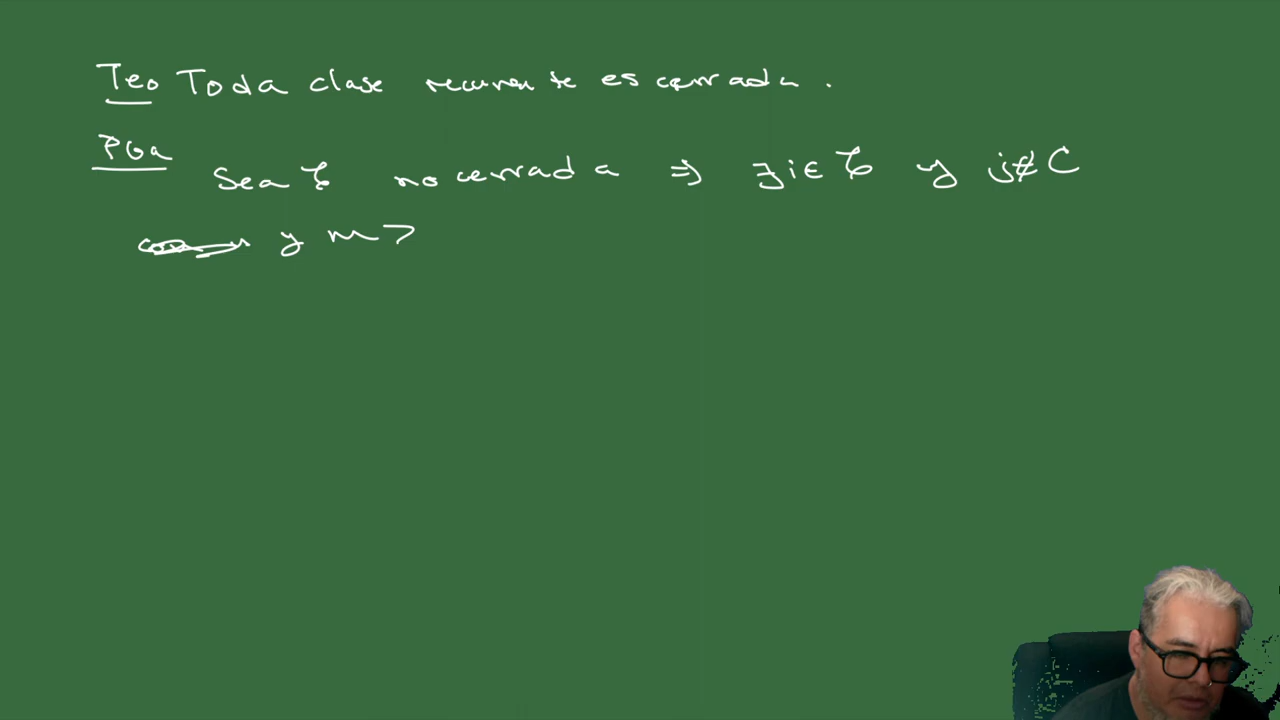 Teo Toda clase recurrente es cerrada.
Pba Sea ℭ no cerrada ⇒ ∃ i ∈ ℭ y j ∉ C
y m >